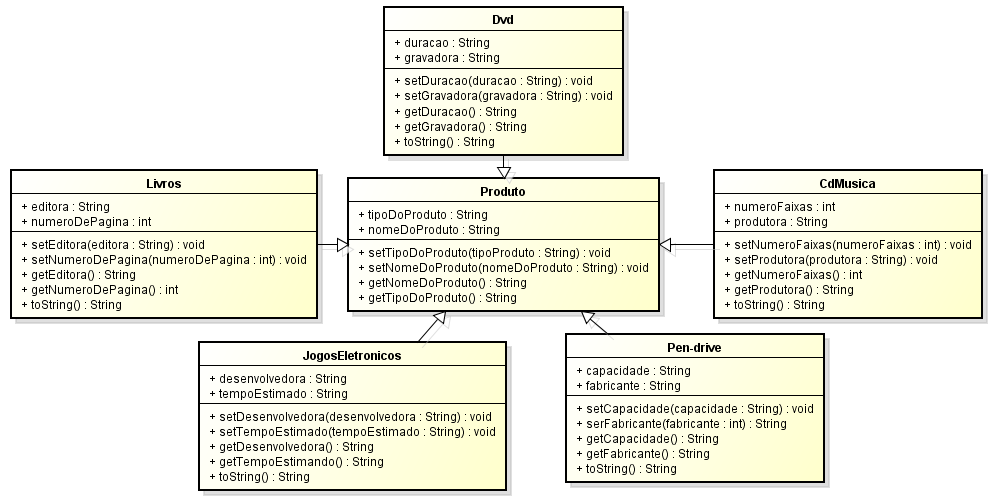 Dvd
+ duracao : String
+ gravadora : String
+ setDuracao(duracao : String) : void
+ setGravadora(gravadora : String) : void
+ getDuracao() : String
+ getGravadora() : String
+ toString() : String
Livros
+ editora : String
+ numeroDePagina : int
+ setEditora(editora : String) : void
+ setNumeroDePagina(numeroDePagina : int) : void
+ getEditora() : String
+ getNumeroDePagina() : int
+ toString() : String
Produto
+ tipoDoProduto : String
+ nomeDoProduto : String
+ setTipoDoProduto(tipoProduto : String) : void
+ setNomeDoProduto(nomeDoProduto : String) : void
+ getNomeDoProduto() : String
+ getTipoDoProduto() : String
CdMusica
+ numeroFaixas : int
+ produtora : String
+ setNumeroFaixas(numeroFaixas : int) : void
+ setProdutora(produtora : String) : void
+ getNumeroFaixas() : int
+ getProdutora() : String
+ toString() : String
JogosEletronicos
+ desenvolvedora : String
+ tempoEstimado : String
+ setDesenvolvedora(desenvolvedora : String) : void
+ setTempoEstimado(tempoEstimado : String) : void
+ getDesenvolvedora() : String
+ getTempoEstimando() : String
+ toString() : String
Pen-drive
+ capacidade : String
+ fabricante : String
+ setCapacidade(capacidade : String) : void
+ serFabricante(fabricante : int) : String
+ getCapacidade() : String
+ getFabricante() : String
+ toString() : String